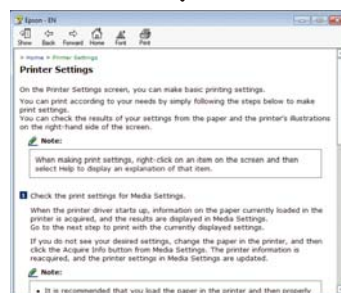 Epson - EN
Show Back Forward Home Font Print
> Home > Printer Settings
Printer Settings
On the Printer Settings screen, you can make basic printing settings.
You can print according to your needs by simply following the steps below to make
print settings.
You can check the results of your settings from the paper and the printer's illustrations
on the right-hand side of the screen.
Note:
When making print settings, right-click on an item on the screen and then
select Help to display an explanation of that item.
1 Check the print settings for Media Settings.
When the printer driver starts up, information on the paper currently loaded in the
printer is acquired, and the results are displayed in Media Settings.
Go to the next step to print with the currently displayed settings.
If you do not see your desired settings, change the paper in the printer, and then
click the Acquire Info button from Media Settings. The printer information is
reacquired, and the printer settings in Media Settings are updated.
Note:
• It is recommended that you load the paper in the printer and then properly